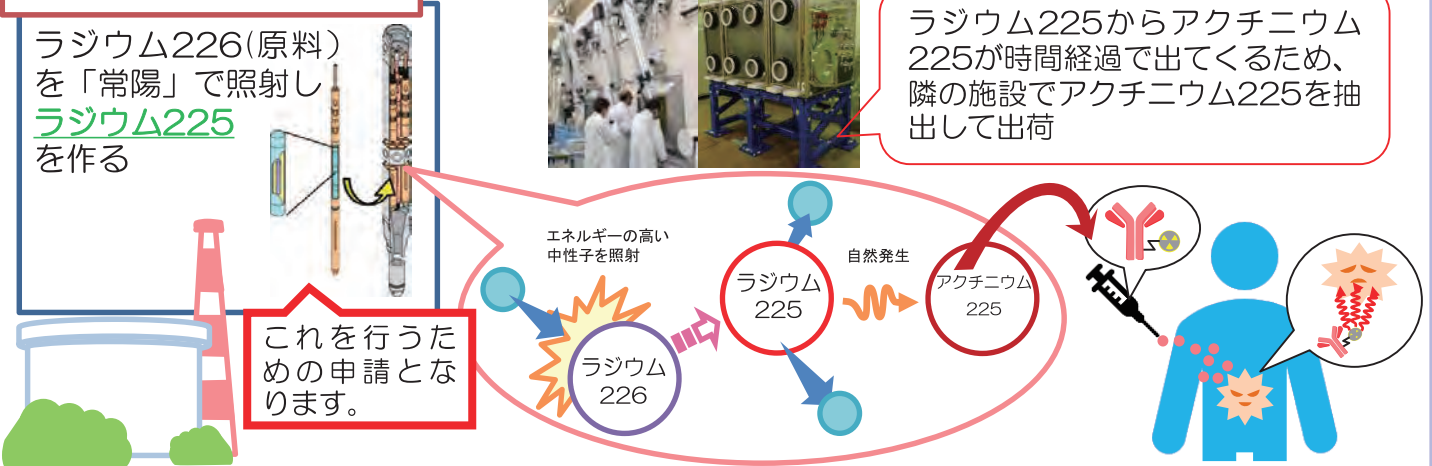 ラジウム226(原料)
を「常陽」で照射し
ラジウム225
を作る
ラジウム225からアクチニウム
225が時間経過で出てくるため、
隣の施設でアクチニウム225を抽
出して出荷
これを行うた
めの申請とな
ります。
エネルギーの高い
中性子を照射
ラジウム
226
ラジウム
225
自然発生
アクチニウム
225